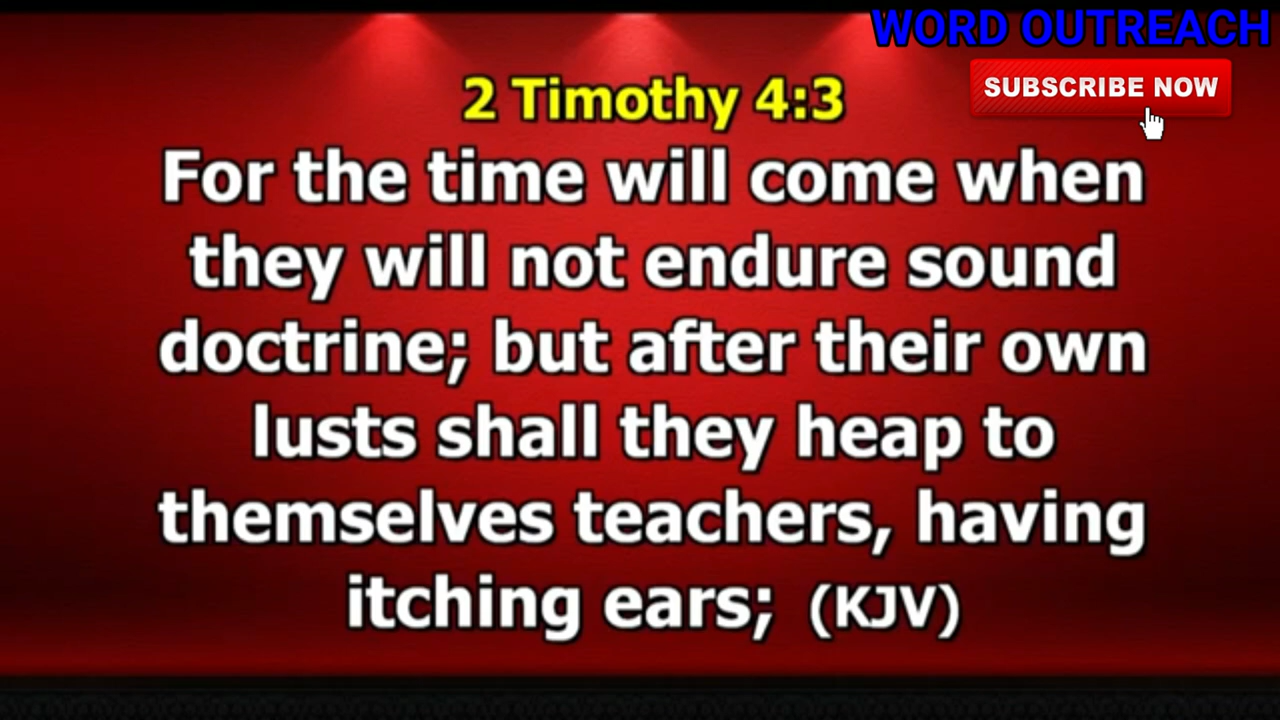 WORD OUTREACH
SUBSCRIBE NOW
2 Timothy 4:3
For the time will come when
they will not endure sound
doctrine; but after their own
lusts shall they heap to
themselves teachers, having
itching ears; (KJV)